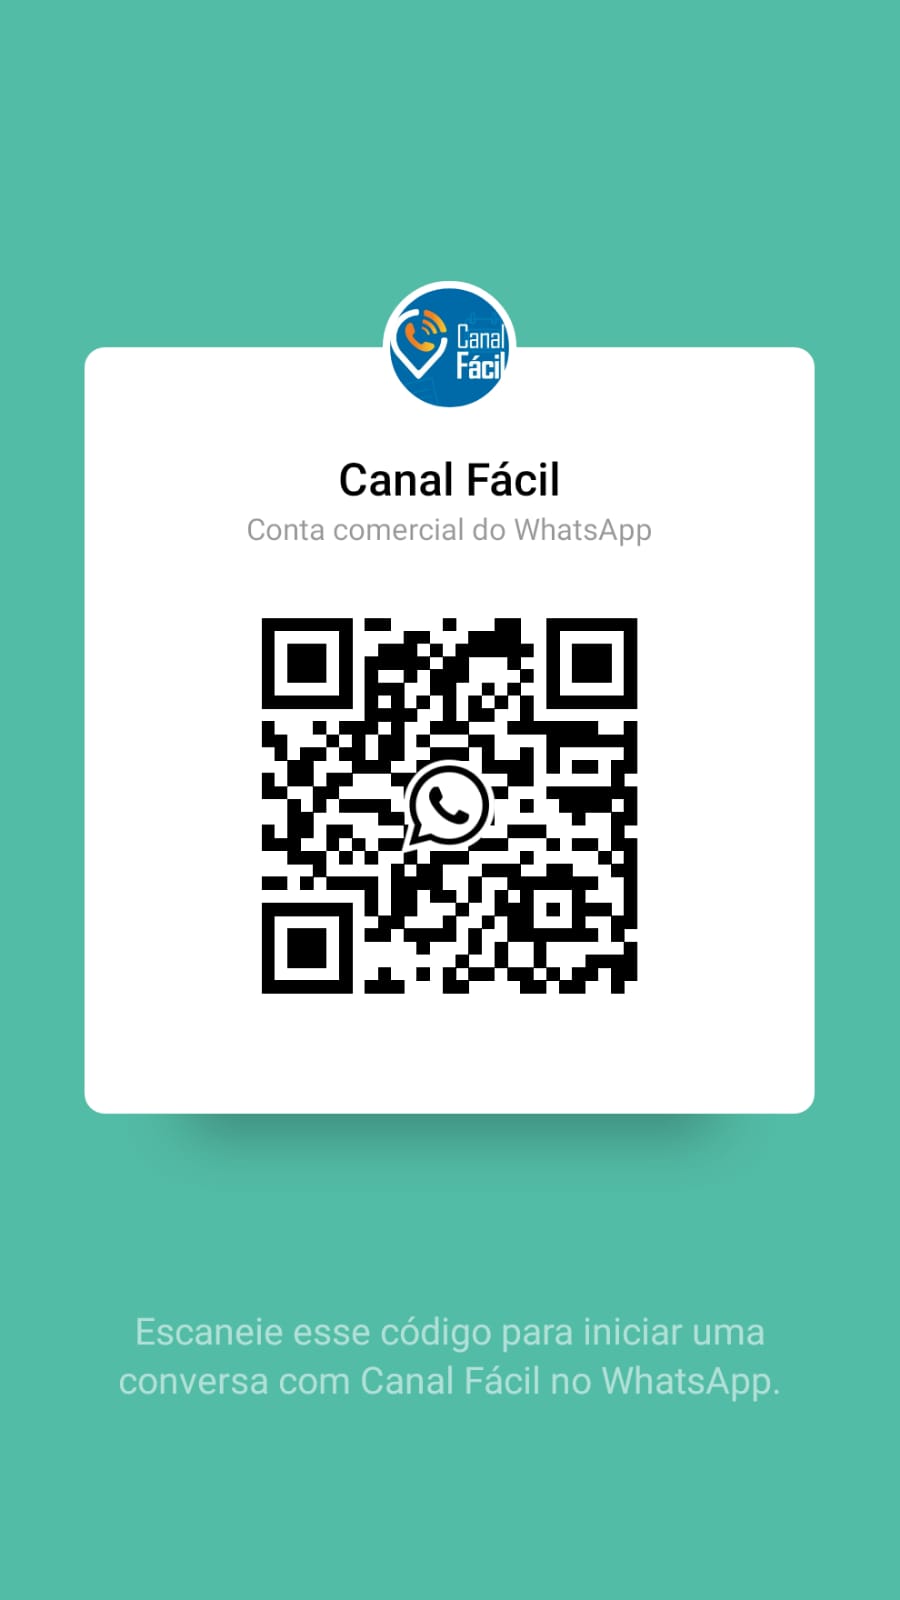 Canal
Fácil
Canal Fácil
Conta comercial do WhatsApp
Escaneie esse código para iniciar uma
conversa com Canal Fácil no WhatsApp.